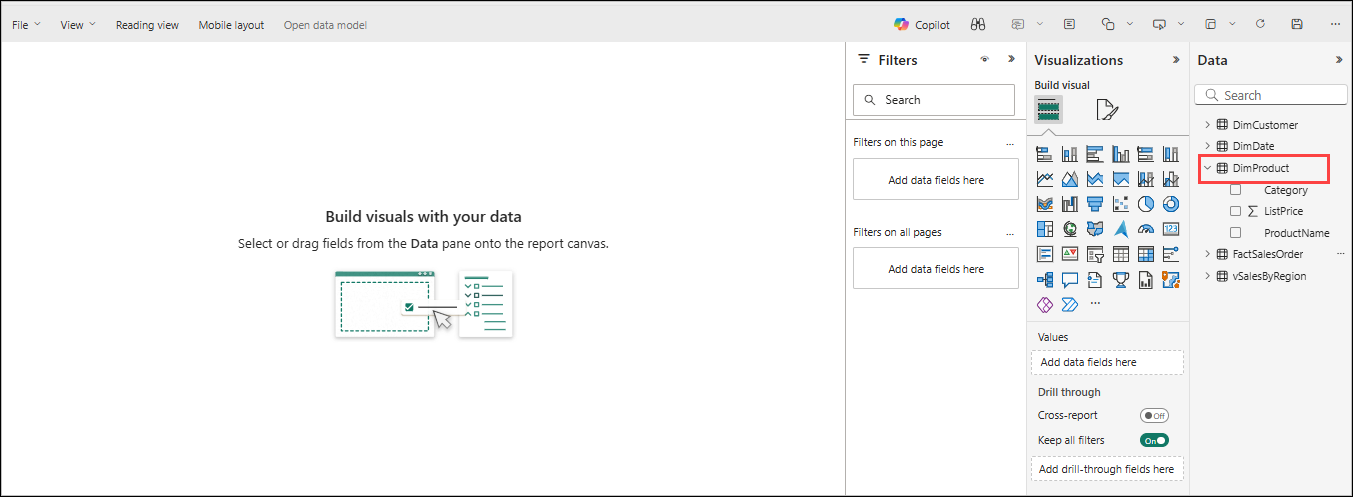 File
View
Reading view
Mobile layout
Open data model
Copilot
Build visuals with your data
Select or drag fields from the Data pane onto the report canvas.
Filters
Search
Filters on this page
...
Add data fields here
Filters on all pages
...
Add data fields here
Visualizations
Build visual
123
...
Values
Add data fields here
Drill through
Cross-report
Off
Keep all filters
On
Add drill-through fields here
Data
Search
DimCustomer
DimDate
DimProduct
Category
ListPrice
ProductName
FactSalesOrder
...
vSalesByRegion